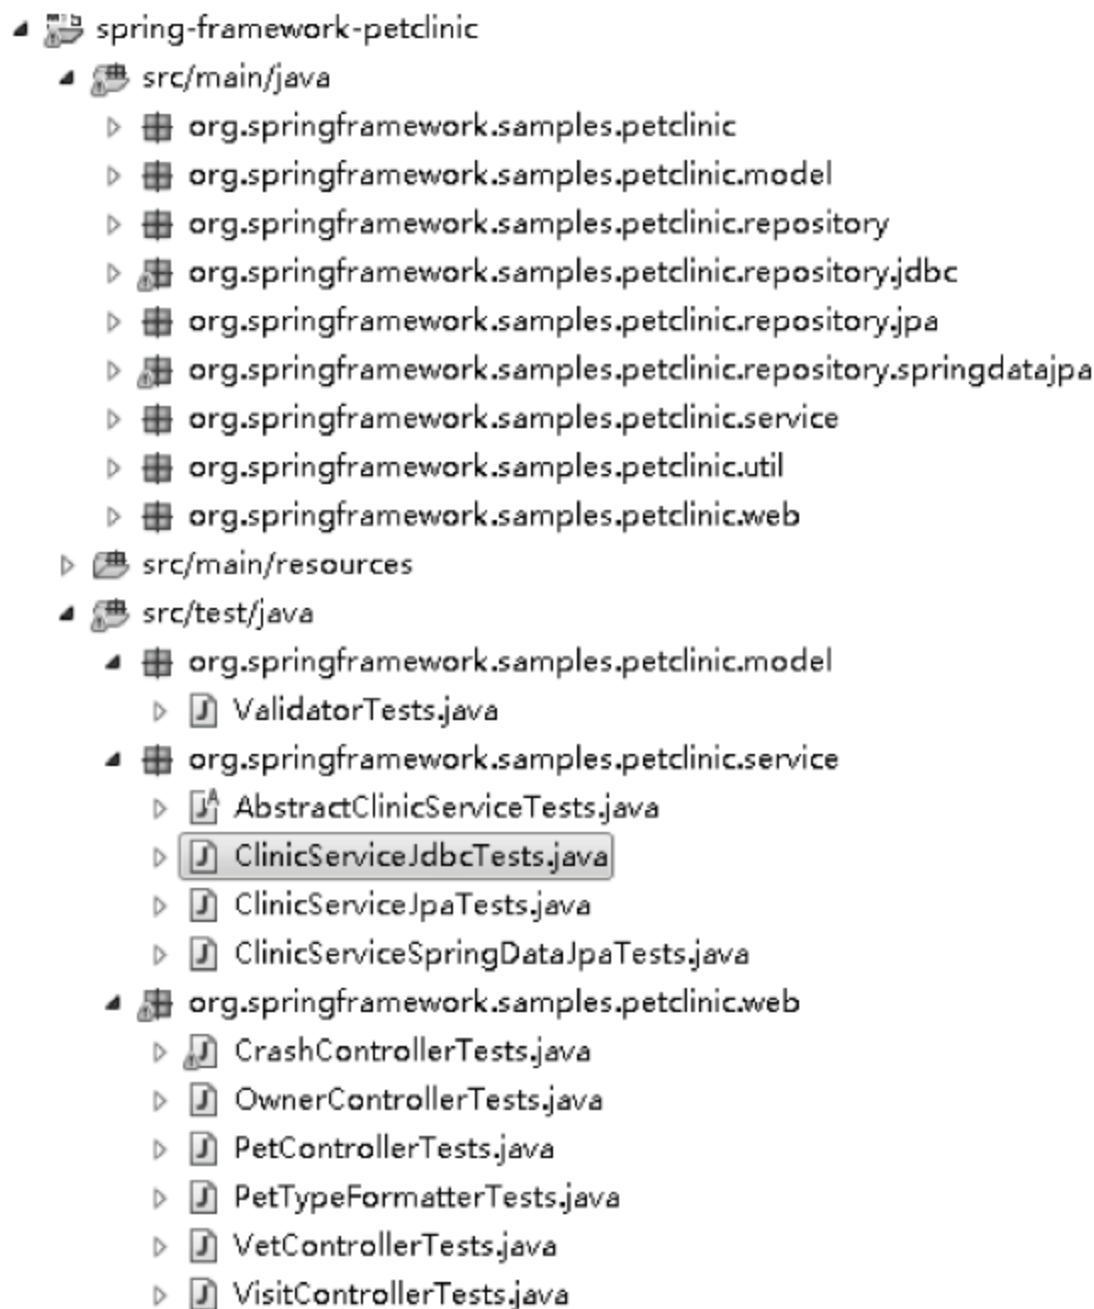 spring-framework-petclinic
src/main/java
org.springframework.samples.petclinic
org.springframework.samples.petclinic.model
org.springframework.samples.petclinic.repository
org.springframework.samples.petclinic.repository.jdbc
org.springframework.samples.petclinic.repository.jpa
org.springframework.samples.petclinic.repository.springdatajpa
org.springframework.samples.petclinic.service
org.springframework.samples.petclinic.util
org.springframework.samples.petclinic.web
src/main/resources
src/test/java
org.springframework.samples.petclinic.model
ValidatorTests.java
org.springframework.samples.petclinic.service
AbstractClinicServiceTests.java
ClinicServiceJdbcTests.java
ClinicServiceJpaTests.java
ClinicServiceSpringDataJpaTests.java
org.springframework.samples.petclinic.web
CrashControllerTests.java
OwnerControllerTests.java
PetControllerTests.java
PetTypeFormatterTests.java
VetControllerTests.java
VisitControllerTests.java